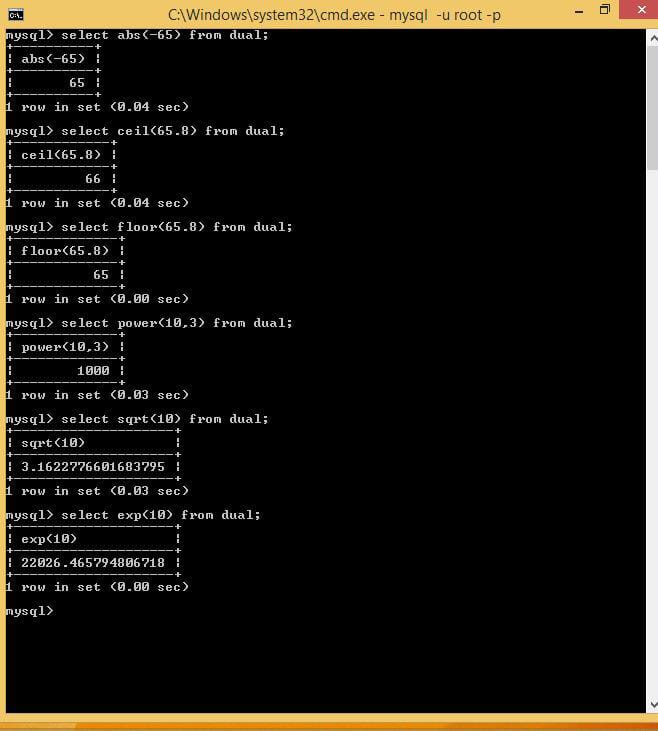 C:\Windows\system32\cmd.exe - mysql  -u root -p
mysql> select abs(-65) from dual;
+----------+
¦ abs(-65) ¦
+----------+
¦       65 ¦
+----------+
1 row in set (0.04 sec)
mysql> select ceil(65.8) from dual;
+------------+
¦ ceil(65.8) ¦
+------------+
¦         66 ¦
+------------+
1 row in set (0.04 sec)
mysql> select floor(65.8) from dual;
+-------------+
¦ floor(65.8) ¦
+-------------+
¦          65 ¦
+-------------+
1 row in set (0.00 sec)
mysql> select power(10,3) from dual;
+-------------+
¦ power(10,3) ¦
+-------------+
¦        1000 ¦
+-------------+
1 row in set (0.03 sec)
mysql> select sqrt(10) from dual;
+--------------------+
¦ sqrt(10)           ¦
+--------------------+
¦ 3.1622776601683795 ¦
+--------------------+
1 row in set (0.03 sec)
mysql> select exp(10) from dual;
+--------------------+
¦ exp(10)            ¦
+--------------------+
¦ 22026.465794806718 ¦
+--------------------+
1 row in set (0.00 sec)
mysql>